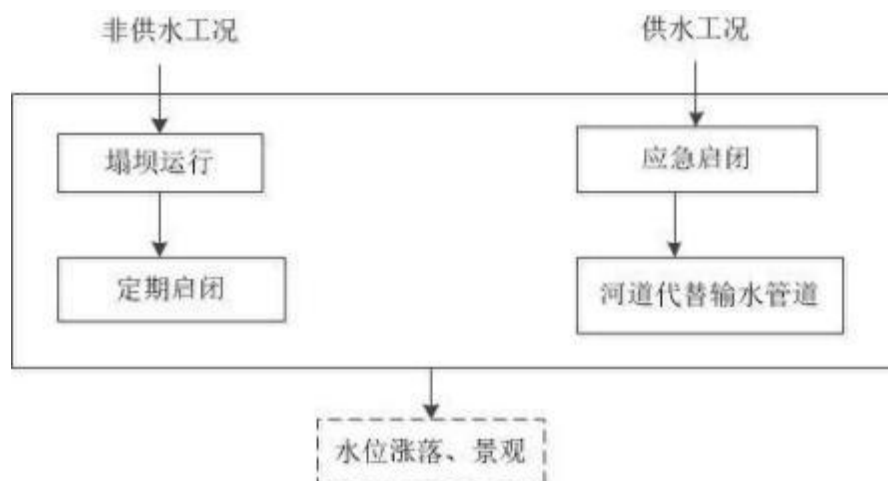 非供水工况
供水工况
塌坝运行
应急启闭
定期启闭
河道代替输水管道
水位涨落、景观